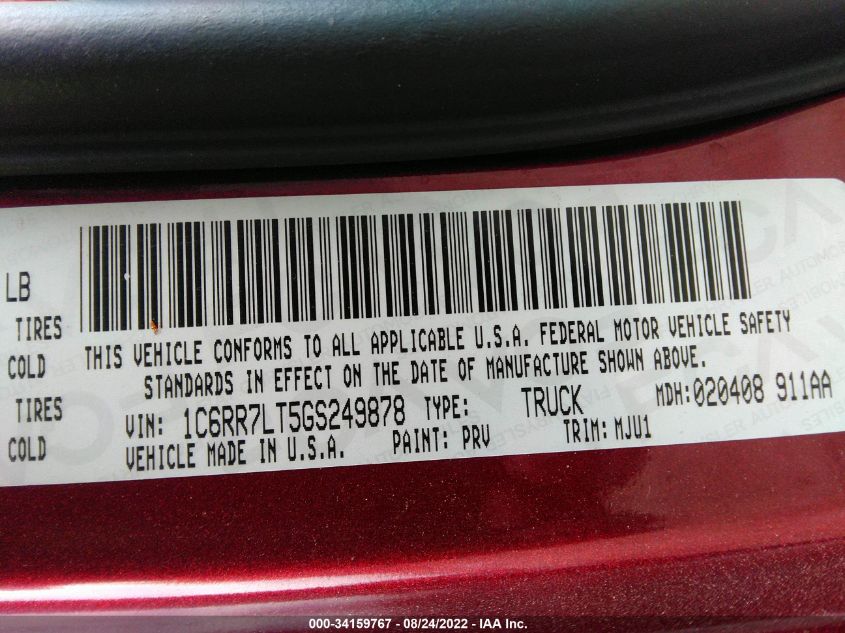 LB
TIRES
COLD
TIRES
COLD
THIS VEHICLE CONFORMS TO ALL APPLICABLE U.S.A. FEDERAL MOTOR VEHICLE SAFETY
STANDARDS IN EFFECT ON THE DATE OF MANUFACTURE SHOWN ABOVE.
VIN: 1C6RR7LT5GS249878 TYPE: TRUCK MDH:020408 911AA
VEHICLE MADE IN U.S.A. PAINT: PRV TRIM: MJU1
000-34159767 - 08/24/2022 - IAA Inc.